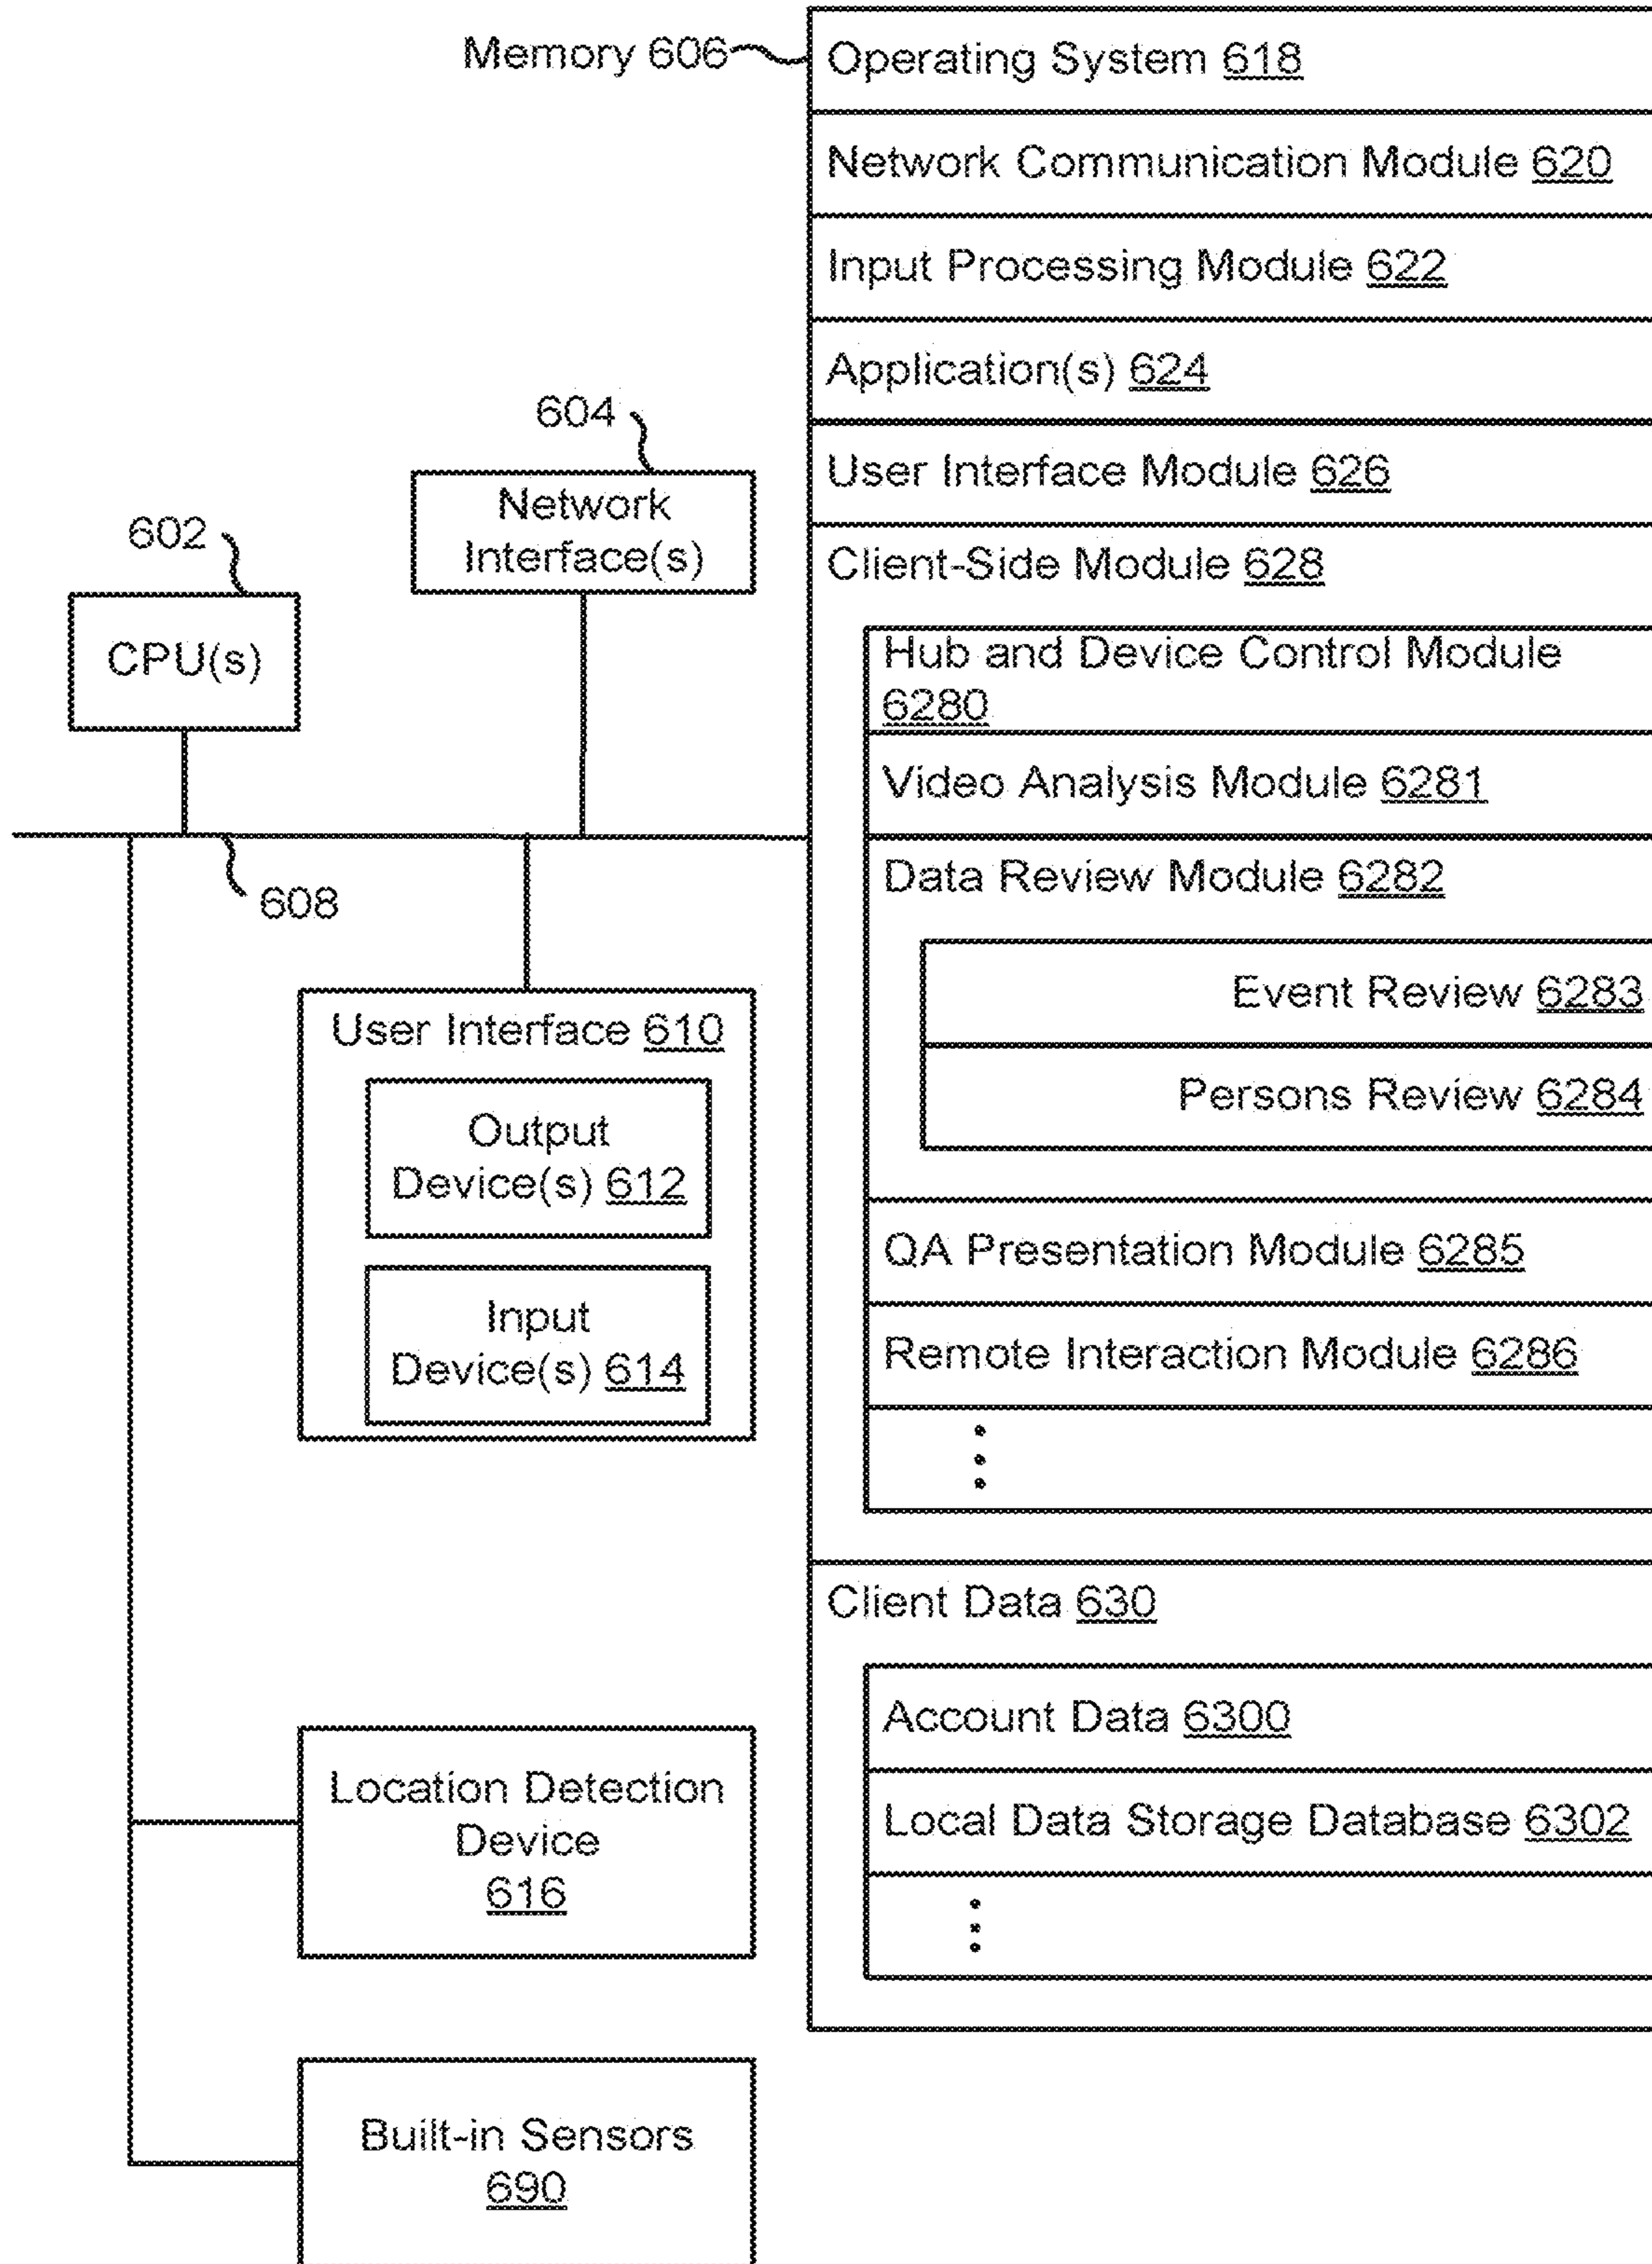 Memory 606
Operating System 618
Network Communication Module 620
Input Processing Module 622
Application(s) 624
User Interface Module 626
Client-Side Module 628
Hub and Device Control Module
6280
Video Analysis Module 6281
Data Review Module 6282
Event Review 6283
Persons Review 6284
QA Presentation Module 6285
Remote Interaction Module 6286
Client Data 630
Account Data 6300
Local Data Storage Database 6302
604
Network
Interface(s)
602
CPU(s)
608
User Interface 610
Output
Device(s) 612
Input
Device(s) 614
Location Detection
Device
616
Built-in Sensors
690